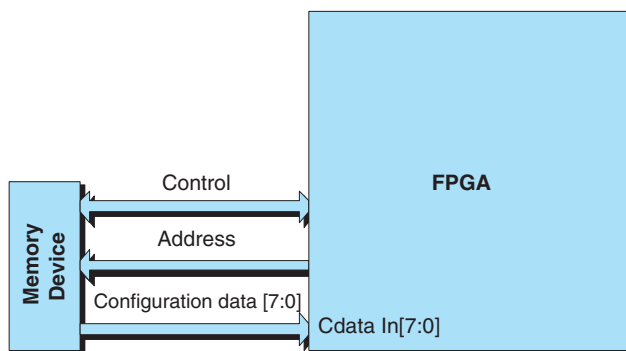 Control
FPGA
Address
Memory
Device
Configuration data [7:0]
Cdata In[7:0]